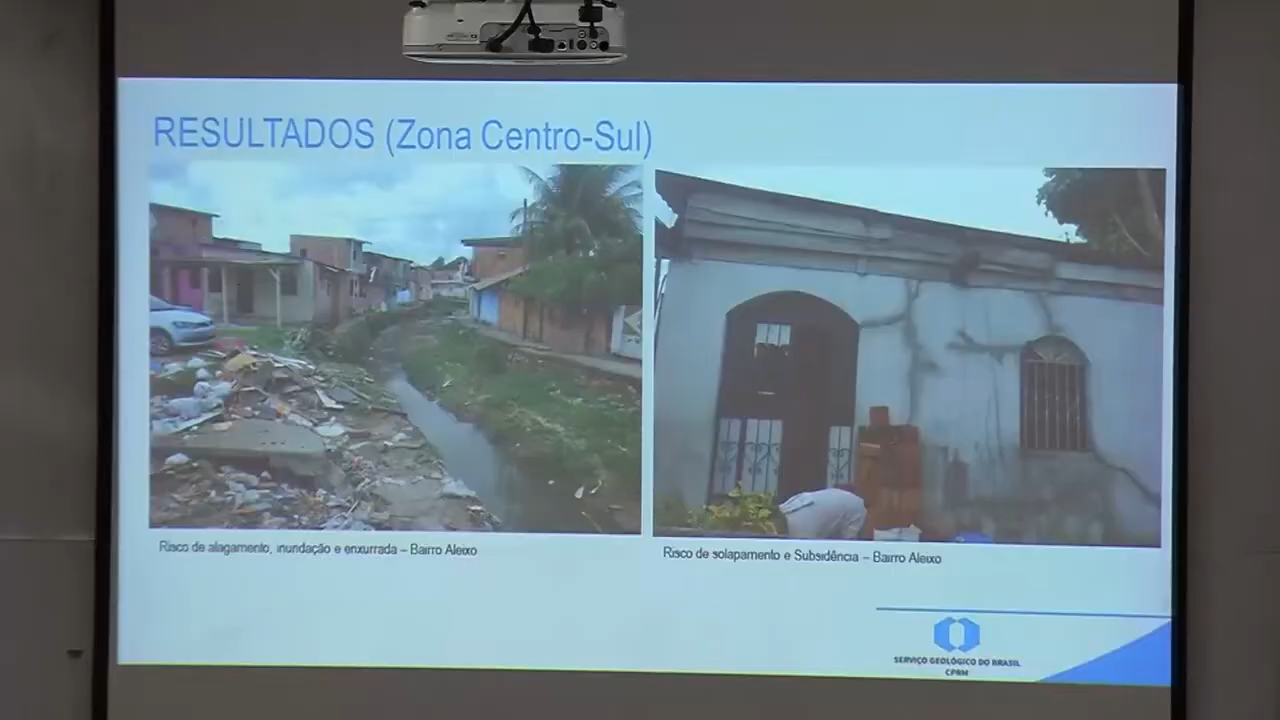 RESULTADOS (Zona Centro-Sul)
Risco de alagamento, inundação e enxurrada – Bairro Aleixo
Risco de solapamento e Subsidência – Bairro Aleixo
SERVIÇO GEOLÓGICO DO BRASIL
CPRM